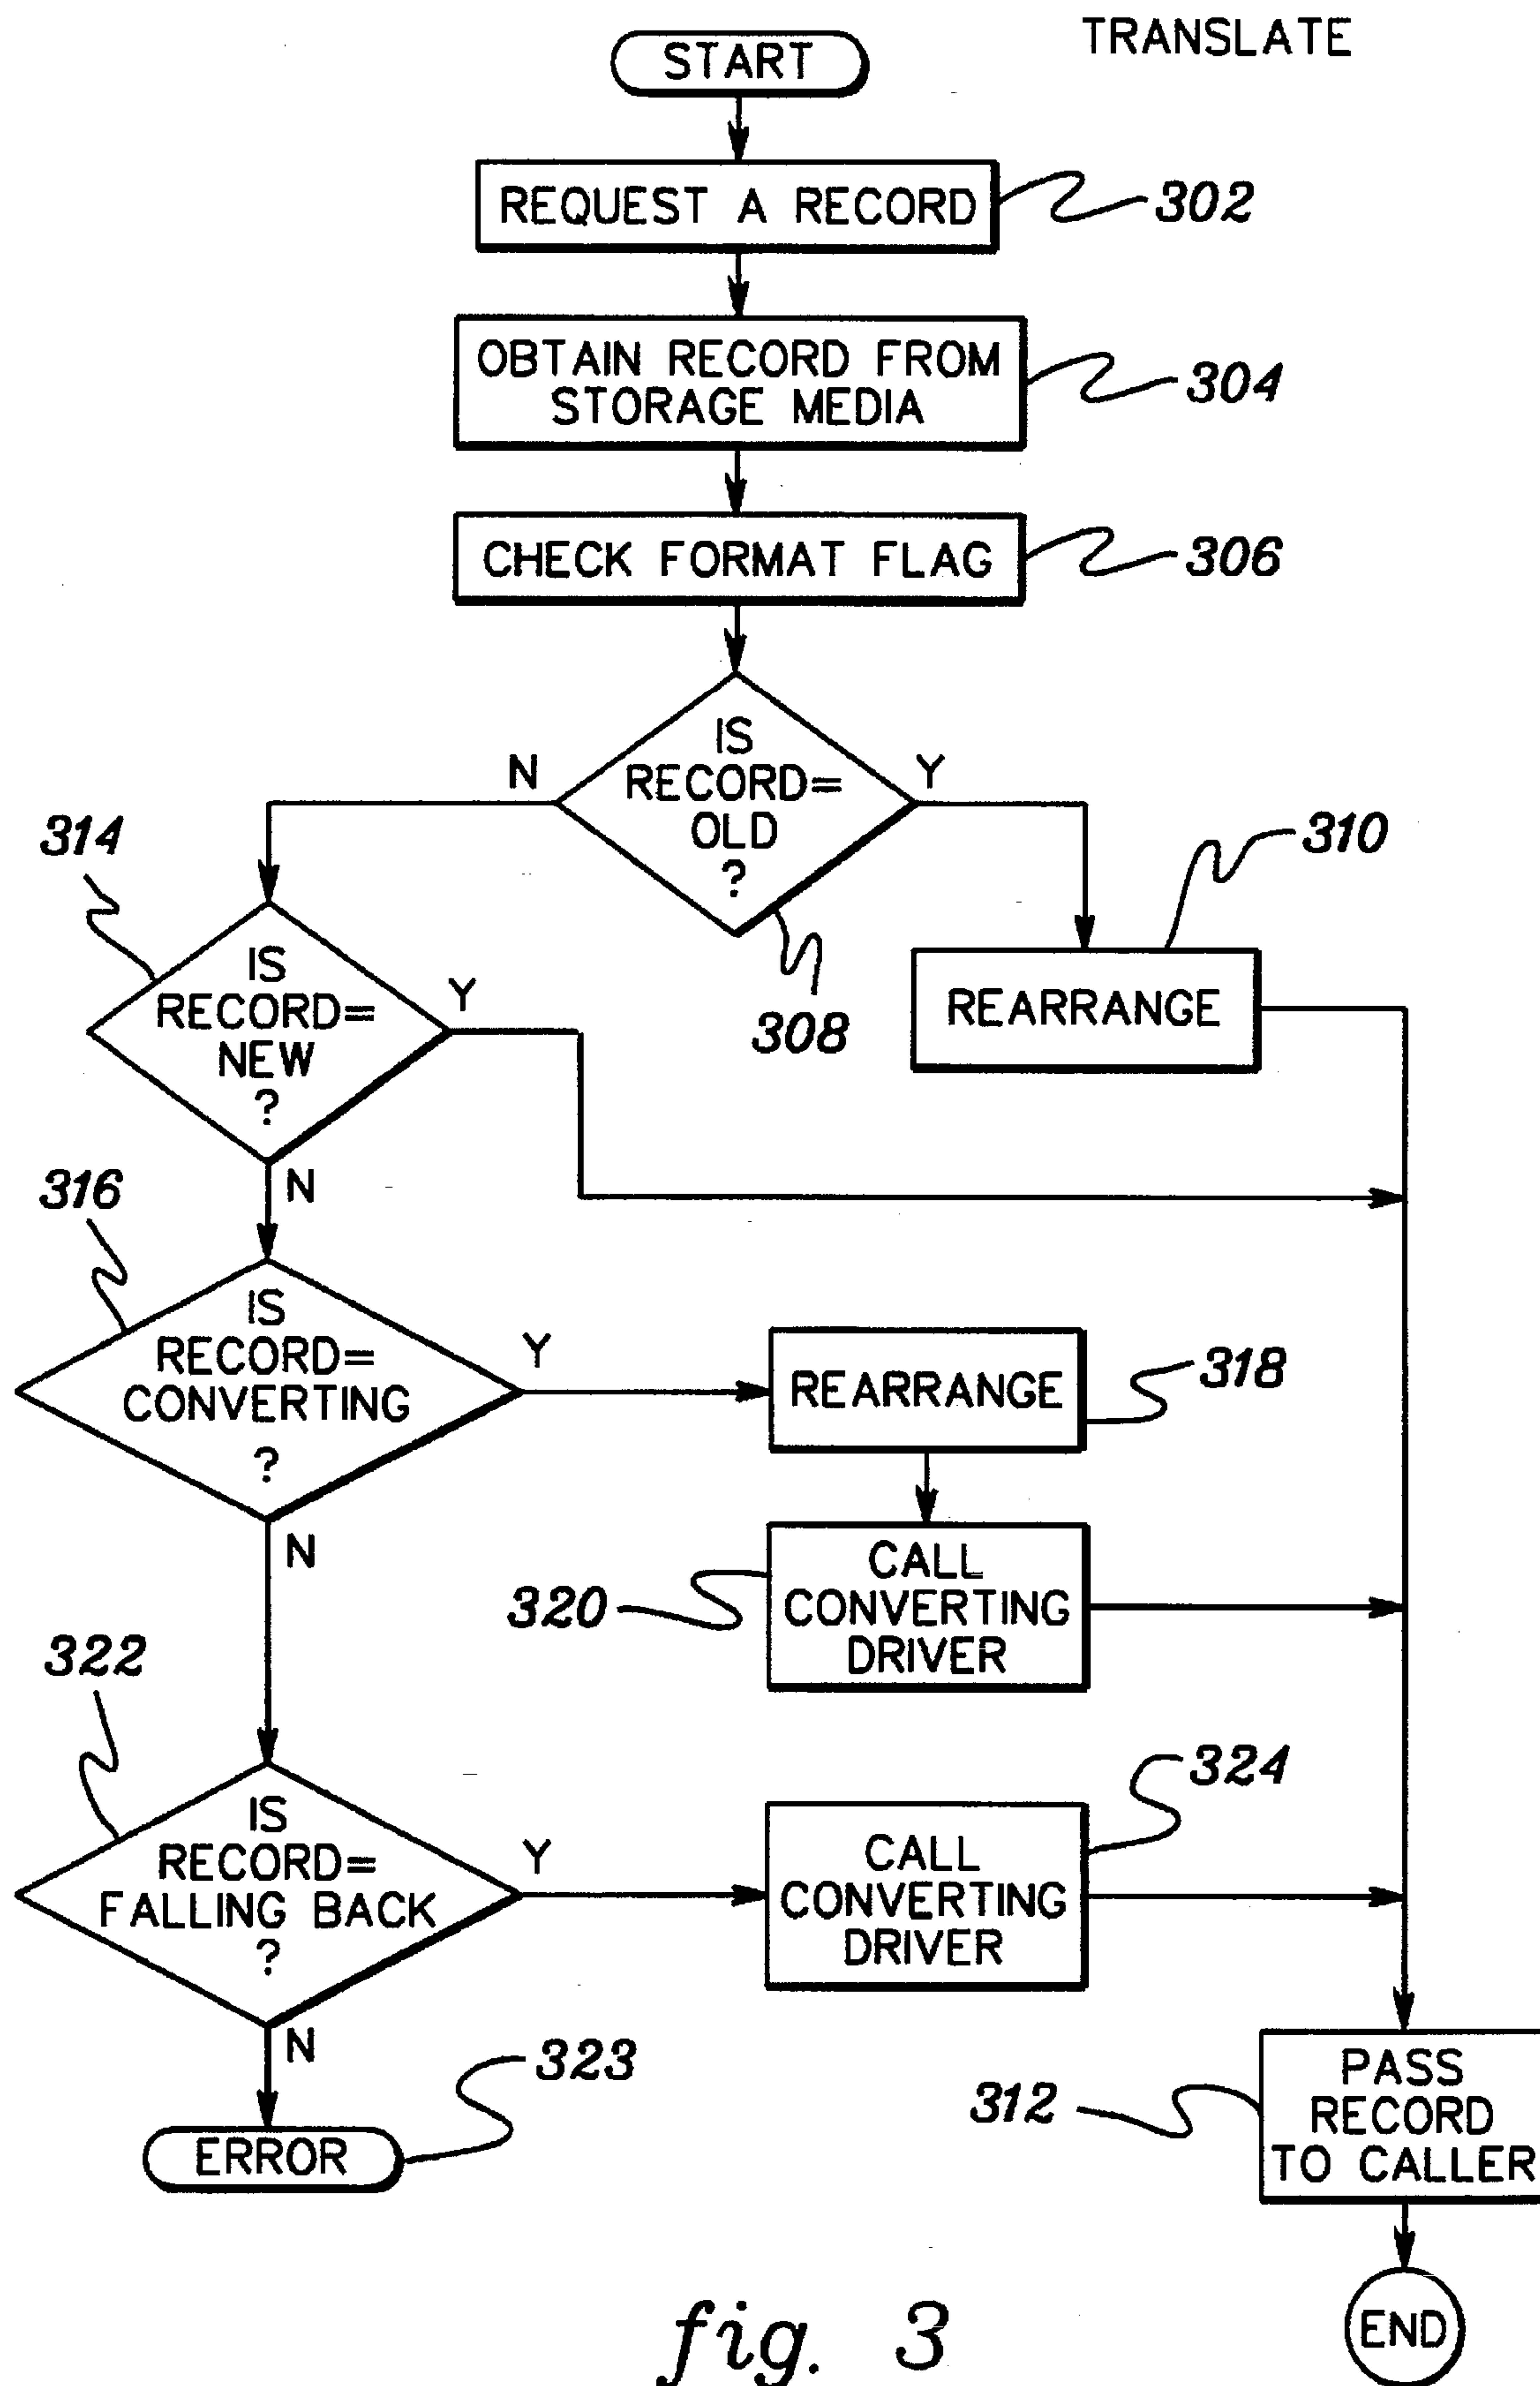 TRANSLATE
START
REQUEST A RECORD
302
OBTAIN RECORD FROM
STORAGE MEDIA
304
CHECK FORMAT FLAG
306
IS
RECORD=
OLD
?
N
Y
308
310
REARRANGE
314
IS
RECORD=
NEW
?
Y
N
316
IS
RECORD=
CONVERTING
?
Y
N
REARRANGE
318
CALL
CONVERTING
DRIVER
320
322
IS
RECORD=
FALLING BACK
?
Y
N
CALL
CONVERTING
DRIVER
324
ERROR
323
312
PASS
RECORD
TO CALLER
END
fig. 3